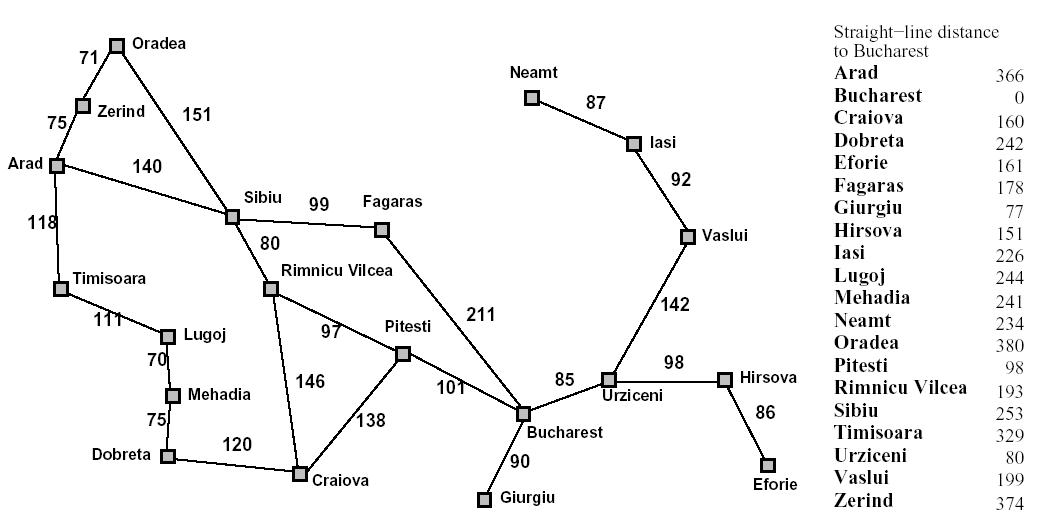 Oradea
71
Zerind
151
75
Arad
140
Sibiu
99
Fagaras
118
80
Rimnicu Vilcea
Timisoara
111
Lugoj
97
Pitesti
211
70
Mehadia
146
101
75
138
Dobreta
120
Craiova
Bucharest
90
Giurgiu
Neamt
87
Iasi
92
Vaslui
142
85
98
Hirsova
Urziceni
86
Eforie
Straight−line distance
to Bucharest
Arad 366
Bucharest 0
Craiova 160
Dobreta 242
Eforie 161
Fagaras 178
Giurgiu 77
Hirsova 151
Iasi 226
Lugoj 244
Mehadia 241
Neamt 234
Oradea 380
Pitesti 98
Rimnicu Vilcea 193
Sibiu 253
Timisoara 329
Urziceni 80
Vaslui 199
Zerind 374